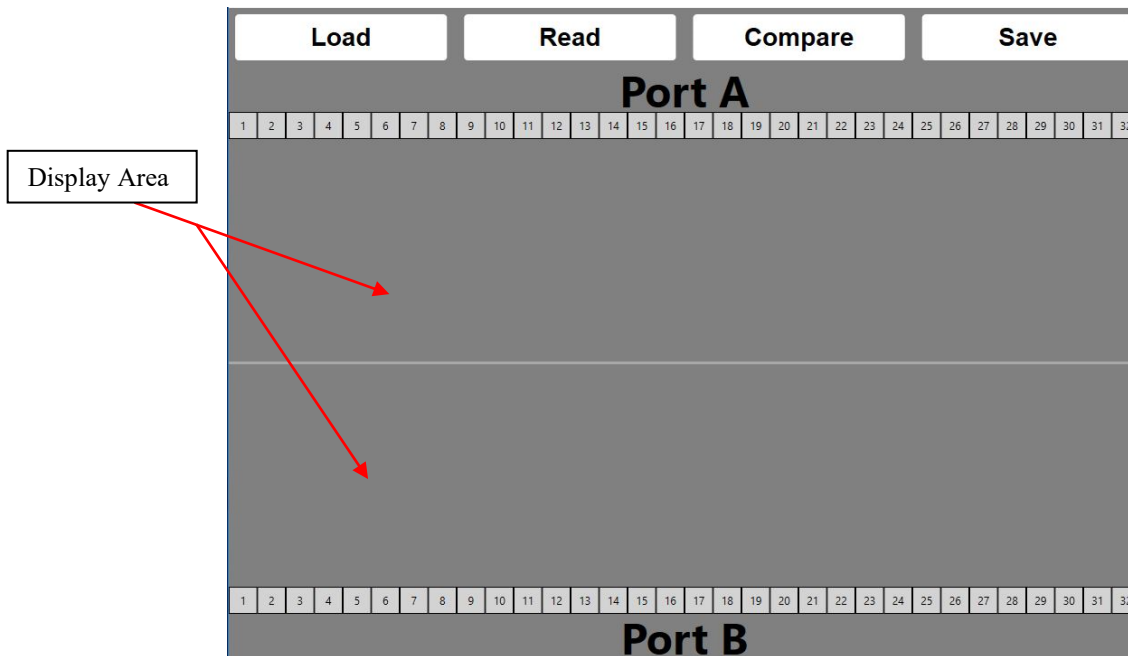 Load Read Compare Save
Port A
1 2 3 4 5 6 7 8 9 10 11 12 13 14 15 16 17 18 19 20 21 22 23 24 25 26 27 28 29 30 31 32
Display Area
1 2 3 4 5 6 7 8 9 10 11 12 13 14 15 16 17 18 19 20 21 22 23 24 25 26 27 28 29 30 31 32
Port B